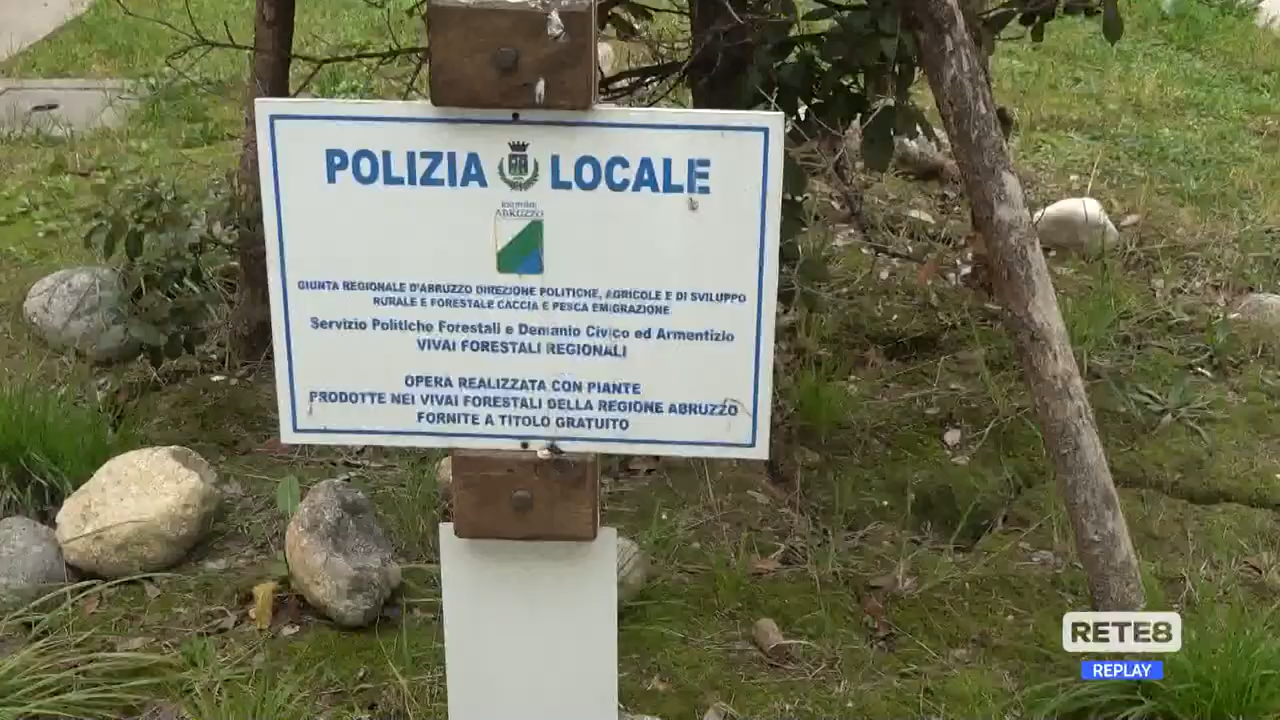 POLIZIA LOCALE
REGIONE
ABRUZZO
GIUNTA REGIONALE D'ABRUZZO DIREZIONE POLITICHE, AGRICOLE E DI SVILUPPO
RURALE E FORESTALE CACCIA E PESCA EMIGRAZIONE
Servizio Politiche Forestali e Demanio Civico ed Armentizio
VIVAI FORESTALI REGIONALI
OPERA REALIZZATA CON PIANTE
PRODOTTE NEI VIVAI FORESTALI DELLA REGIONE ABRUZZO
FORNITE A TITOLO GRATUITO
RETE8
REPLAY